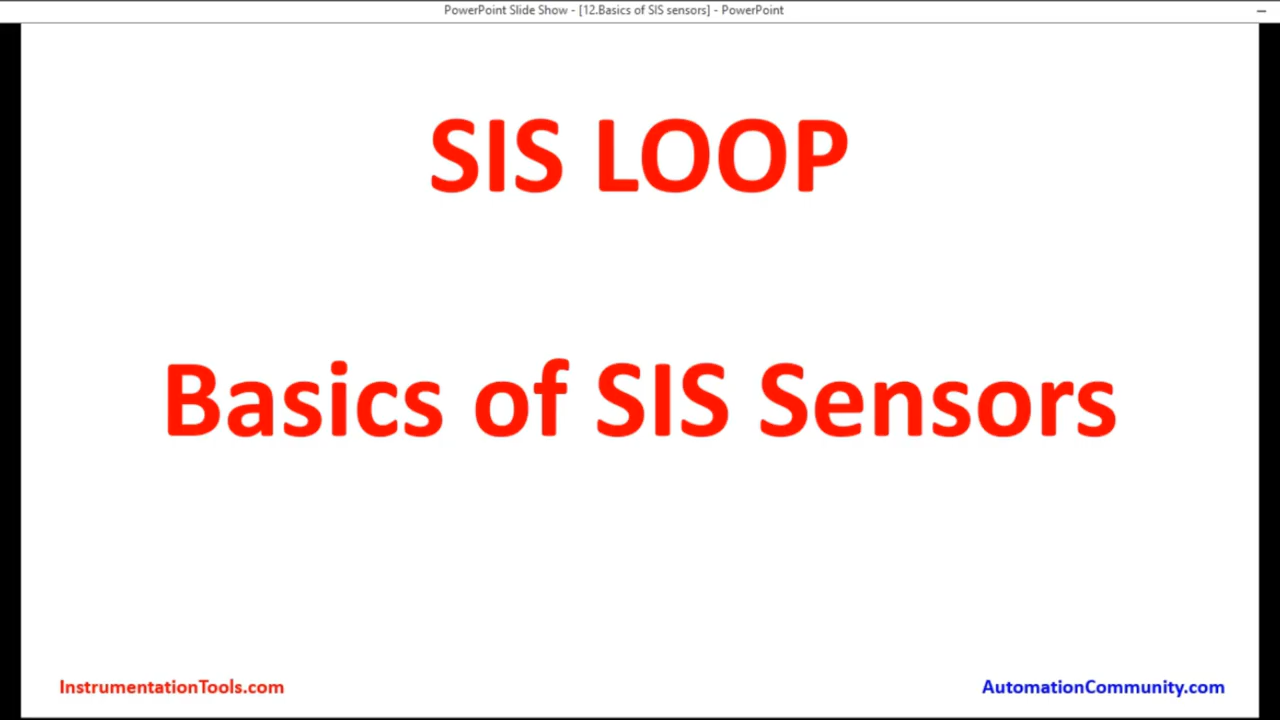 PowerPoint Slide Show - [12.Basics of SIS sensors] - PowerPoint
SIS LOOP
Basics of SIS Sensors
InstrumentationTools.com
AutomationCommunity.com